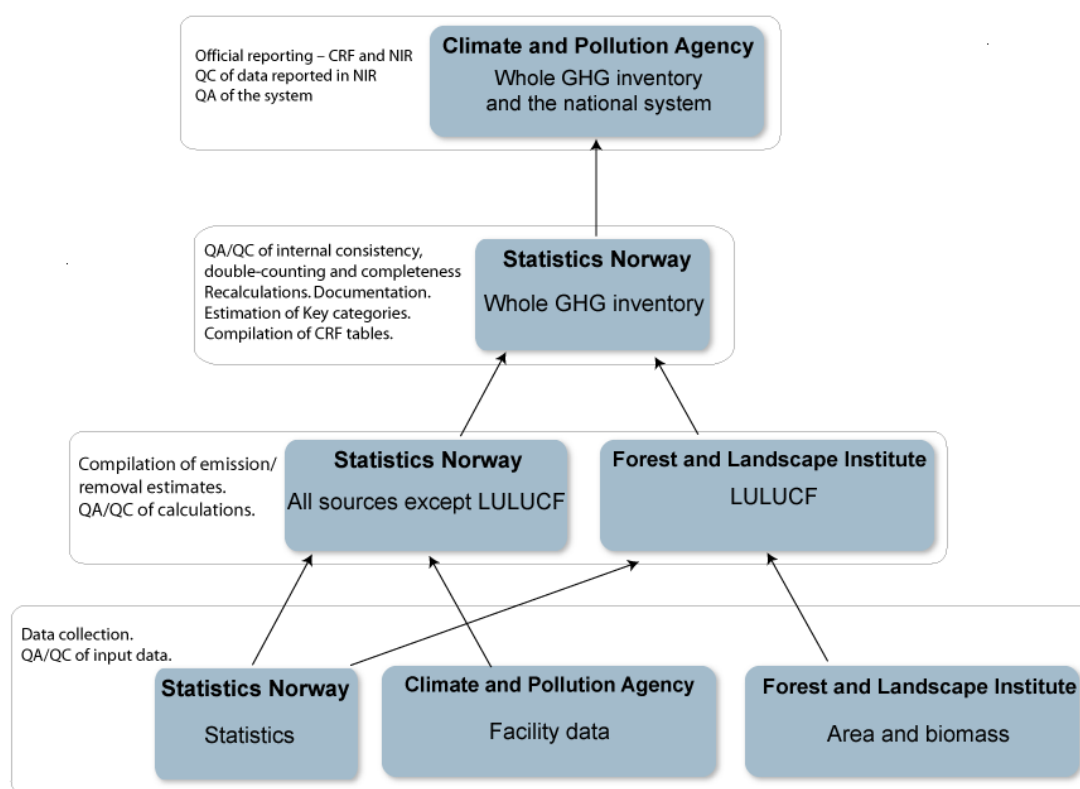 Official reporting – CRF and NIR
QC of data reported in NIR
QA of the system
Climate and Pollution Agency
Whole GHG inventory
and the national system
QA/QC of internal consistency,
double-counting and completeness
Recalculations. Documentation.
Estimation of Key categories.
Compilation of CRF tables.
Statistics Norway
Whole GHG inventory
Compilation of emission/
removal estimates.
QA/QC of calculations.
Statistics Norway
All sources except LULUCF
Forest and Landscape Institute
LULUCF
Data collection.
QA/QC of input data.
Statistics Norway
Statistics
Climate and Pollution Agency
Facility data
Forest and Landscape Institute
Area and biomass